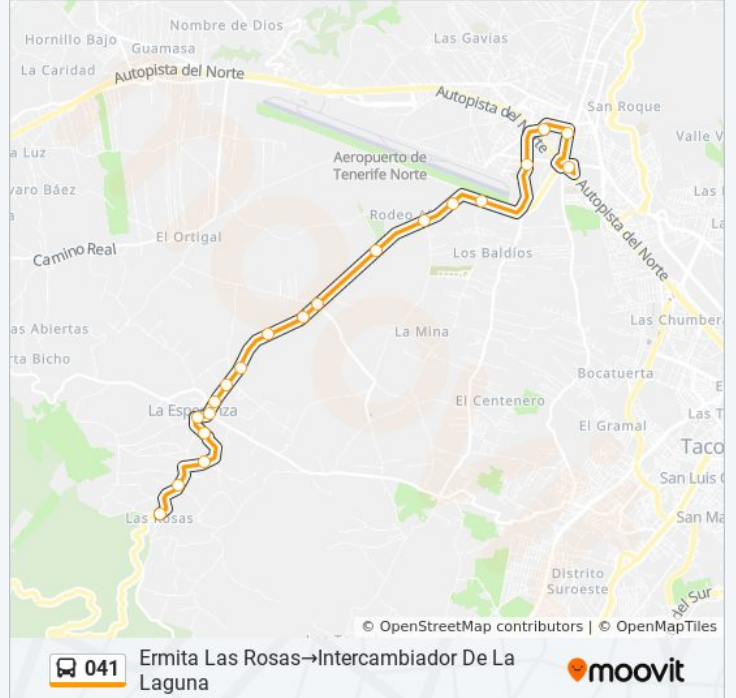 Nombre de Dios
Hornillo Bajo
Guamasa
Las Gavias
La Caridad
Autopista del Norte
Autopista del Norte
San Roque
Valle V
a Luz
Aeropuerto de
Tenerife Norte
varo Báez
Las
Rodeo A
Autopista del Norte
El Ortigal
La
Camino Real
Los Baldíos
as Abiertas
La Mina
Las Chumber
rta Bicho
Bocatuerta
E
La Esperanza
El Centenero
Las T
El Gramal
Taco
San Luis G
Las Rosas
San Ma
Distrito
Suroeste
del Sur
© OpenStreetMap contributors | © OpenMapTiles
041
Ermita Las Rosas→Intercambiador De La
Laguna
moovit